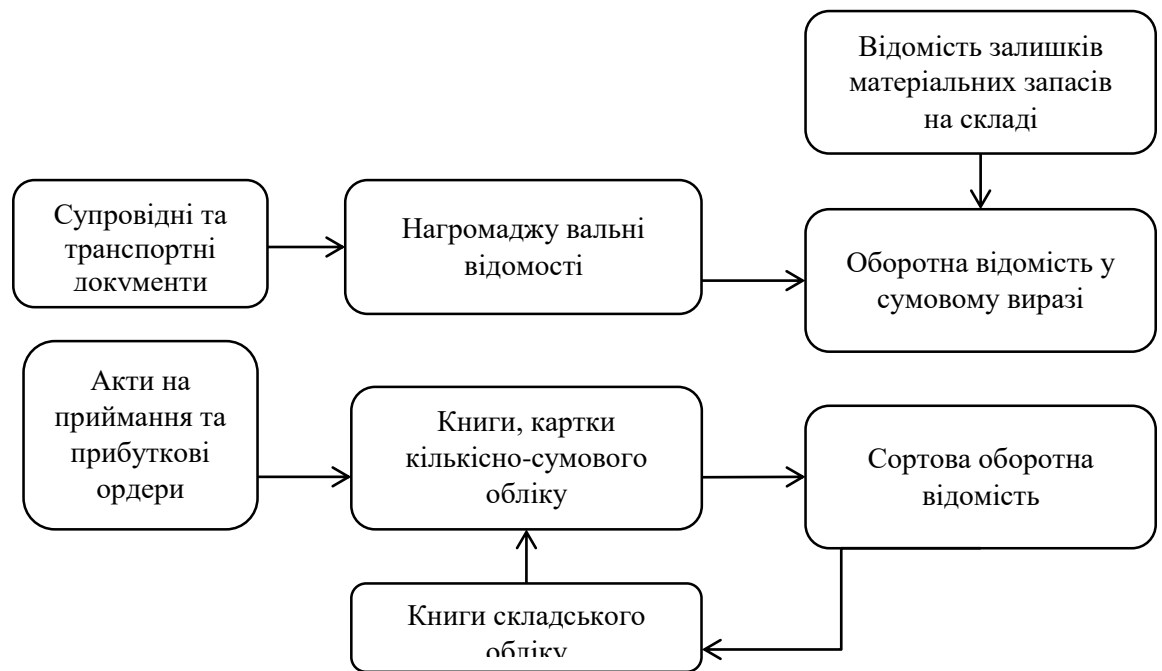 Відомість залишків
матеріальних запасів
на складі
Супровідні та
транспортні
документи
Нагромаджу вальні
відомості
Оборотна відомість у
сумовому виразі
Акти на
приймання та
прибуткові
ордери
Книги, картки
кількісно-сумового
обліку
Сортова оборотна
відомість
Книги складського
обліку